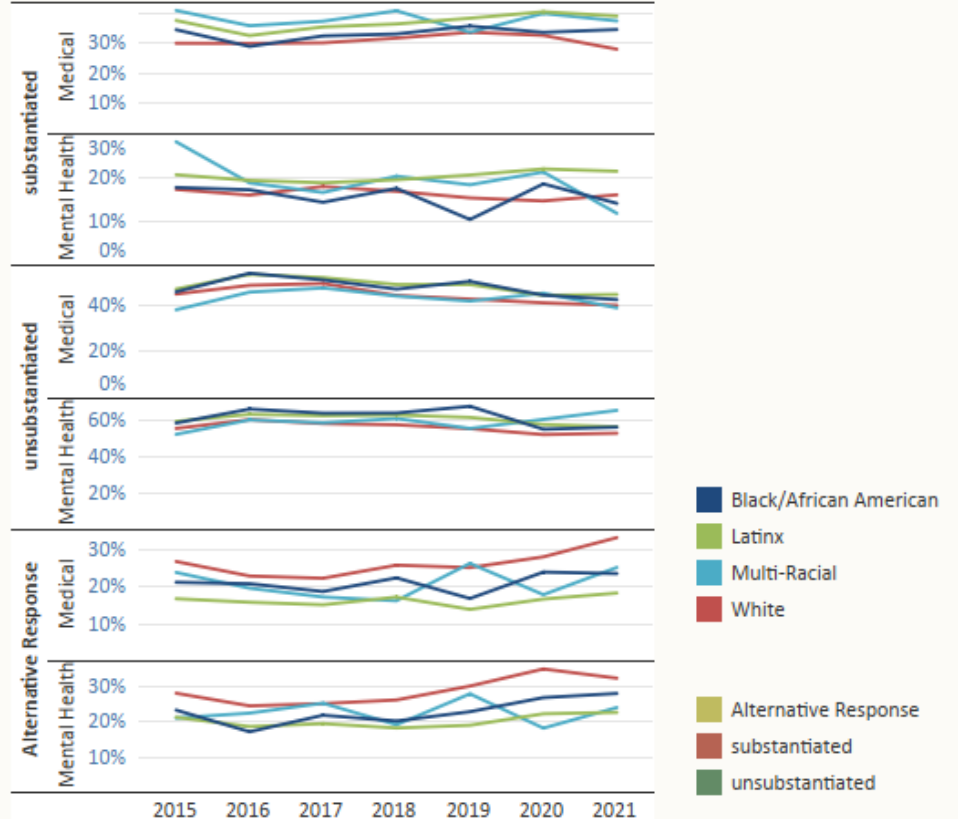 substantiated
Medical
30%
20%
10%
Mental Health
30%
20%
10%
0%
unsubstantiated
Medical
40%
20%
0%
Mental Health
60%
40%
20%
Alternative Response
Medical
30%
20%
10%
Mental Health
30%
20%
10%
2015 2016 2017 2018 2019 2020 2021
Black/African American
Latinx
Multi-Racial
White
Alternative Response
substantiated
unsubstantiated